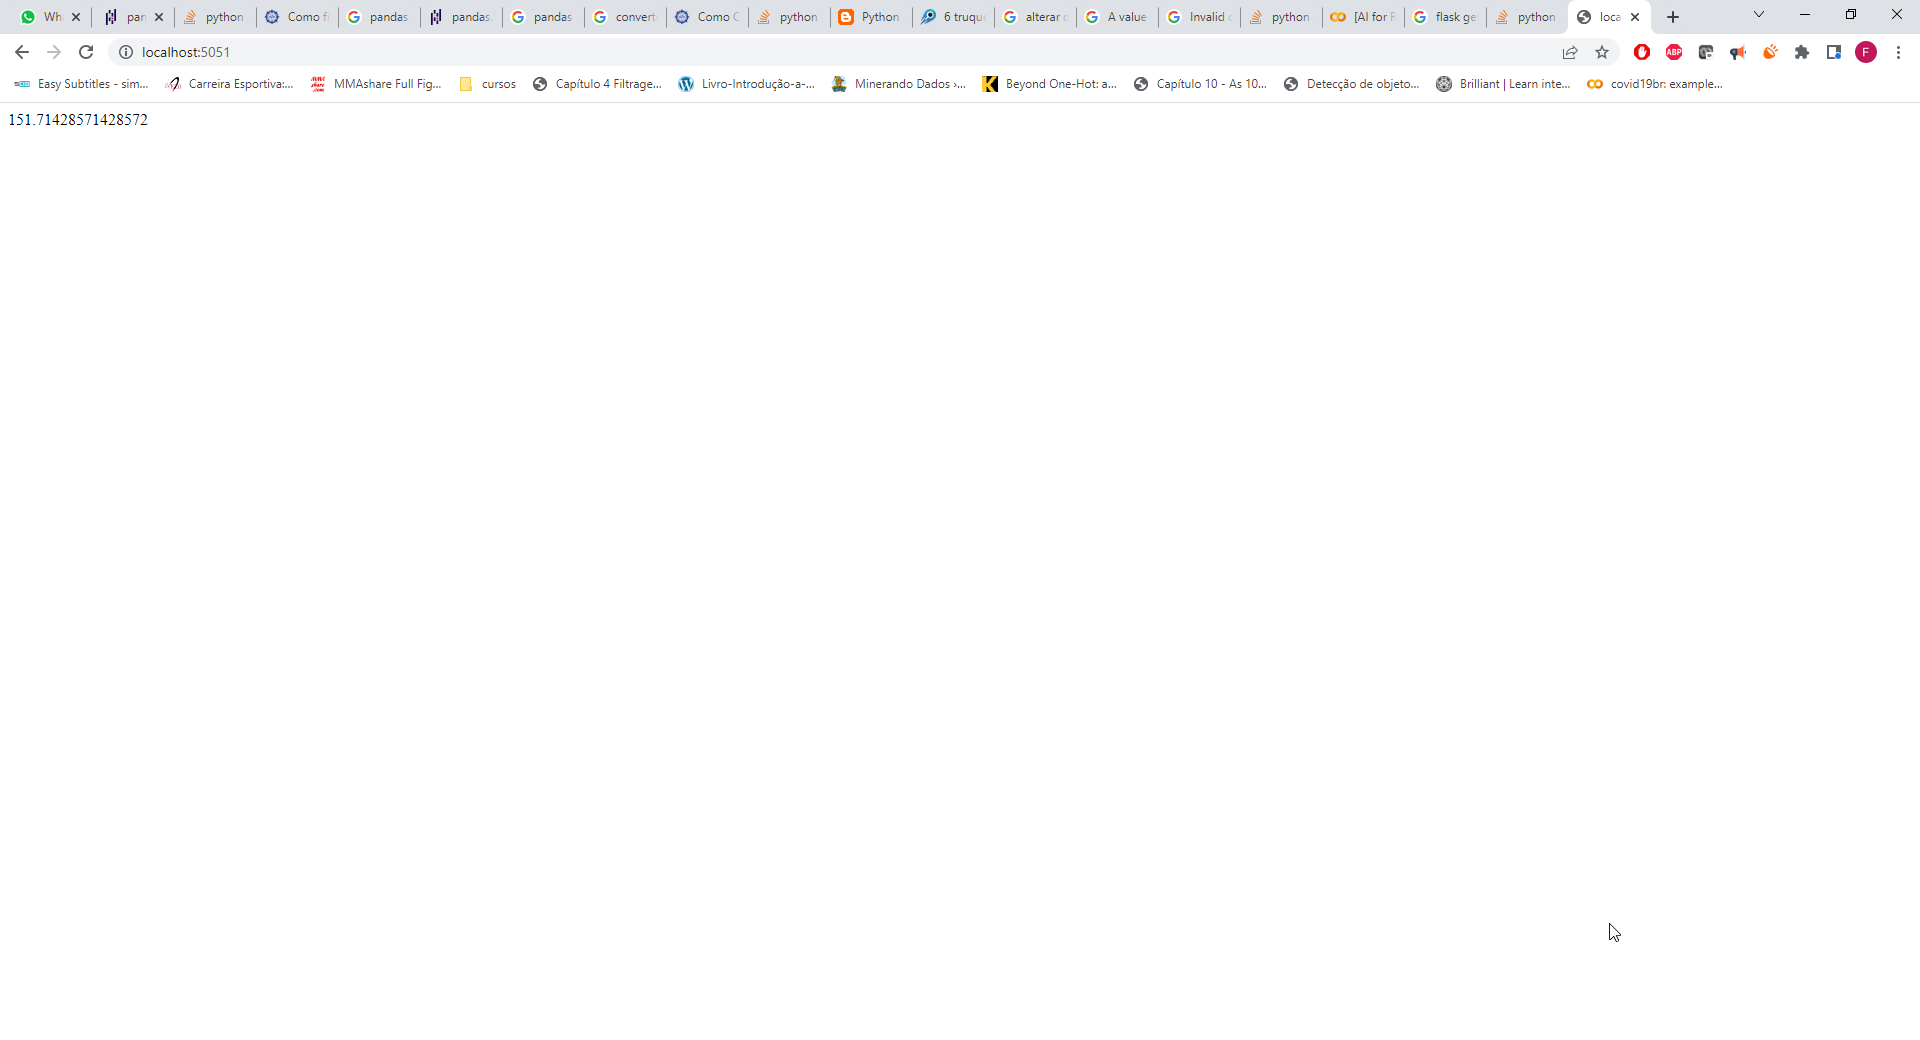 Wh pan python Como fi pandas pandas. pandas convert Como C python Python 6 truqu alterar c A value Invalid c python [AI for F flask ge python loca
localhost:5051
ABP F
Easy Subtitles - sim... Carreira Esportiva:... MMAshare Full Fig... cursos Capítulo 4 Filtrage... Livro-Introdução-a-... Minerando Dados ›... Beyond One-Hot: a... Capítulo 10 - As 10... Detecção de objeto... Brilliant | Learn inte... covid19br: example...
151.71428571428572